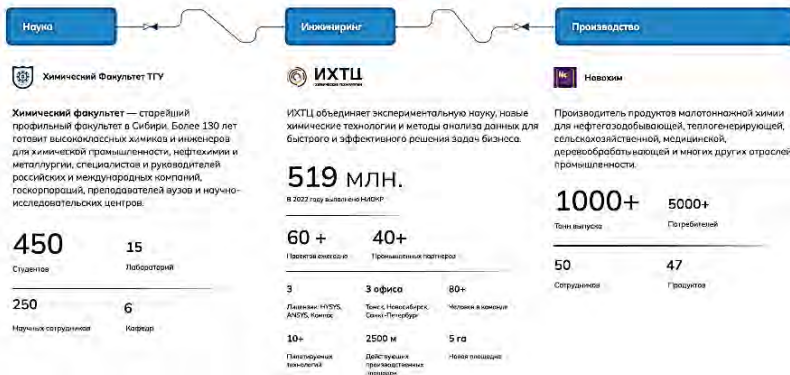 Наука
Инжиниринг
Производство
Химический Факультет ТГУ
Химический факультет — старейший
профильный факультет в Сибири. Более 130 лет
готовит высококлассных химиков и инженеров
для химической промышленности, нефтехимии и
металлургии, специалистов и руководителей
российских и международных компаний,
госкорпораций, преподавателей вузов и научно-
исследовательских центров.
450
Студентов
15
Лабораторий
250
Научных сотрудников
6
Кафедр
ИХТЦ
ИХТЦ объединяет экспериментальную науку, новые
химические технологии и методы анализа данных для
быстрого и эффективного решения задач бизнеса.
519 МЛН.
В 2022 году выполнено НИОКР
60 +
Проектов ежегодно
40+
Промышленных партнеров
3
Лицензии: HYSYS,
ANSYS, Компас
3 офиса
Томск, Новосибирск,
Санкт-Петербург
80+
Человек в команде
10+
Пилотируемых
технологий
2500 м
Действующих
производственных
площадей
5 га
Новая площадка
Новохим
Производитель продуктов малотоннажной химии
для нефтегазодобывающей, теплогенерирующей,
сельскохозяйственной, медицинской,
деревообрабатывающей и многих других отраслей
промышленности.
1000+
Тонн выпуска
5000+
Потребителей
50
Сотрудников
47
Продуктов